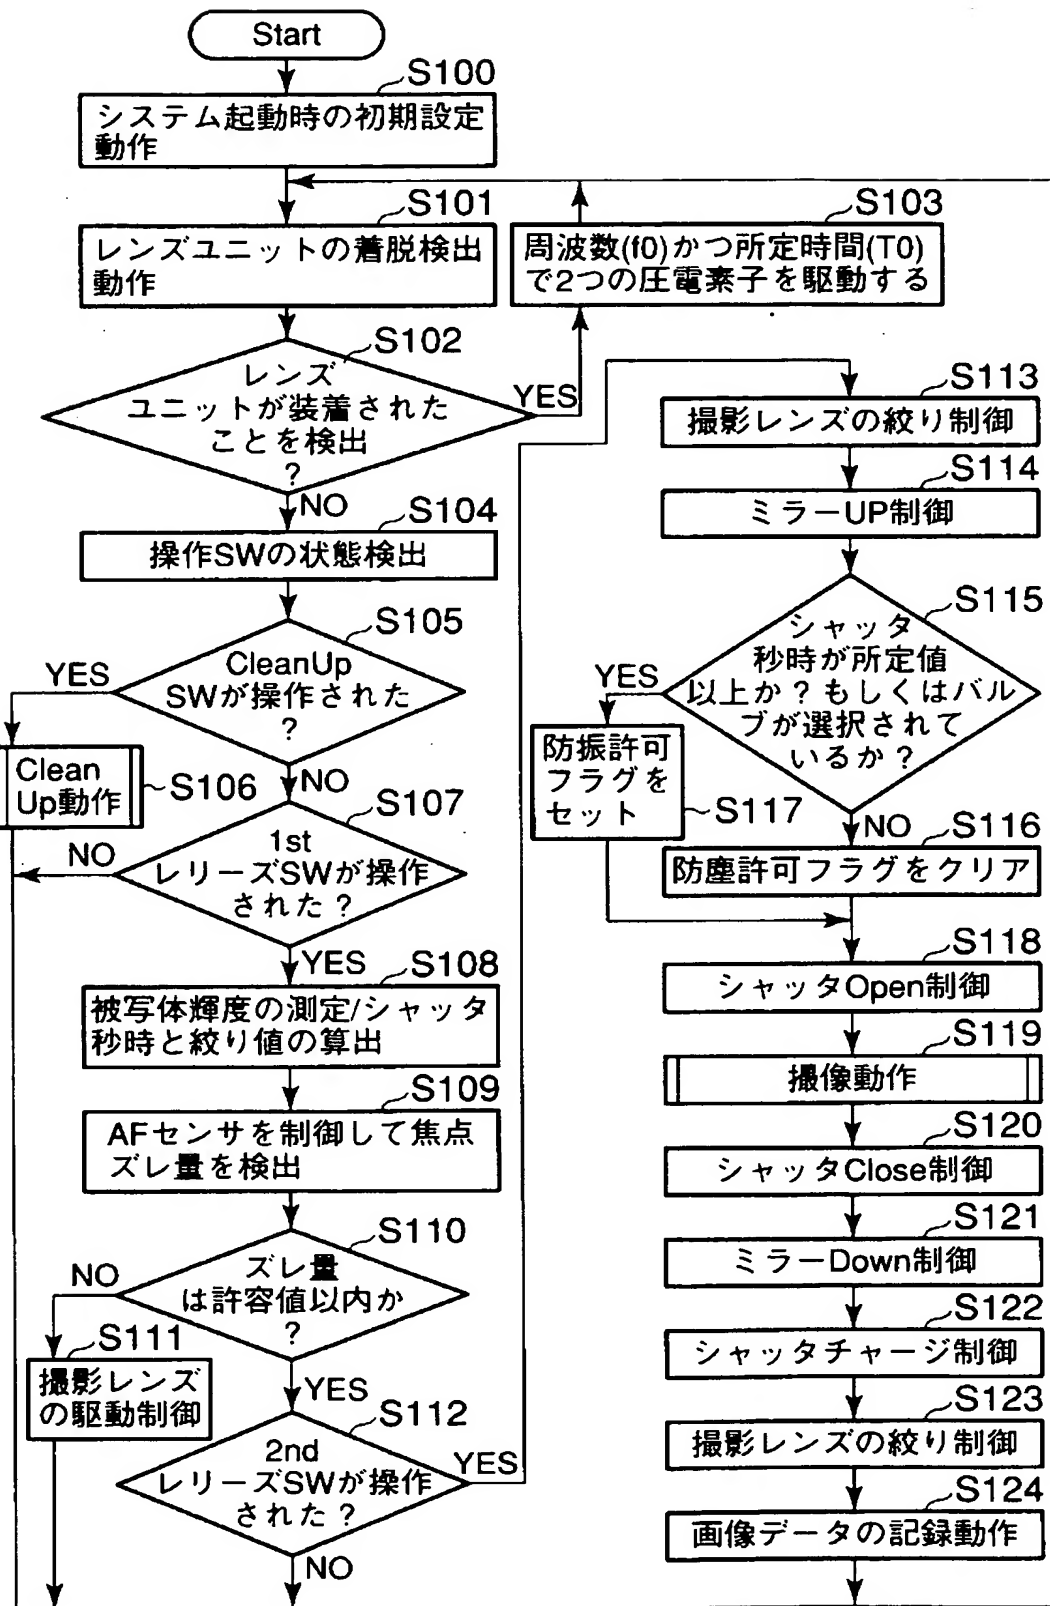 Start
S100
システム起動時の初期設定
動作
S101
レンズユニットの着脱検出
動作
S103
周波数(f0)かつ所定時間(T0)
で2つの圧電素子を駆動する
S102
レンズ
ユニットが装着された
ことを検出
?
YES
NO
S104
操作SWの状態検出
S105
CleanUp
SWが操作された
?
YES
NO
Clean
Up動作
S106
S107
1st
レリーズSWが操作
された?
NO
YES
S108
被写体輝度の測定/シャッタ
秒時と絞り値の算出
S109
AFセンサを制御して焦点
ズレ量を検出
S110
ズレ量
は許容値以内か
?
NO
YES
S111
撮影レンズ
の駆動制御
S112
2nd
レリーズSWが操作
された?
YES
NO
S113
撮影レンズの絞り制御
S114
ミラーUP制御
S115
シャッタ
秒時が所定値
以上か?もしくはバル
ブが選択されて
いるか?
YES
NO
防振許可
フラグを
セット
S117
S116
防塵許可フラグをクリア
S118
シャッタOpen制御
S119
撮像動作
S120
シャッタClose制御
S121
ミラーDown制御
S122
シャッタチャージ制御
S123
撮影レンズの絞り制御
S124
画像データの記録動作